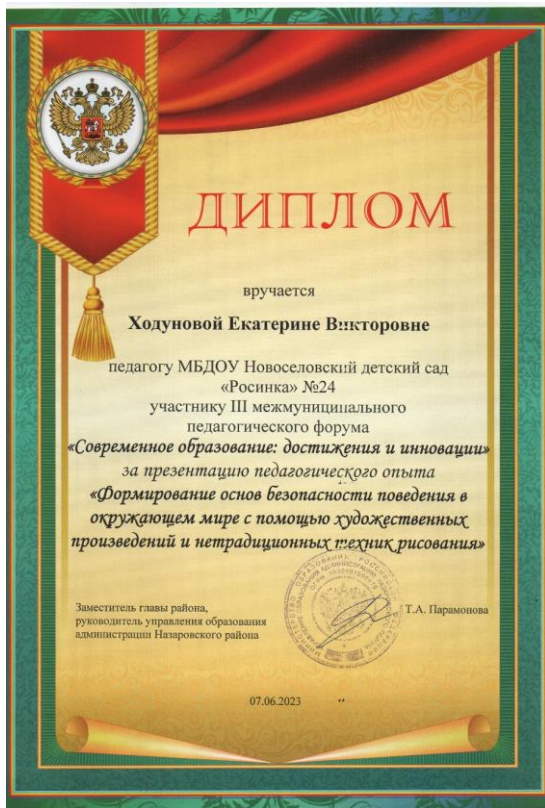 ДИПЛОМ
вручается
Ходуновой Екатерине Викторовне
педагогу МБДОУ Новоселовский детский сад
«Росинка» №24
участнику III межмуниципального
педагогического форума
«Современное образование: достижения и инновации»
за презентацию педагогического опыта
«Формирование основ безопасности поведения в
окружающем мире с помощью художественных
произведений и нетрадиционных техник рисования»
Заместитель главы района,
руководитель управления образования
администрации Назаровского района
Т.А. Парамонова
07.06.2023